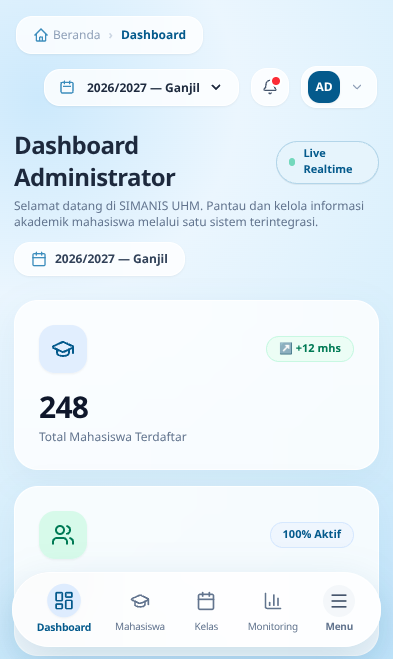 Beranda › Dashboard
2026/2027 — Ganjil
AD
Dashboard
Administrator
Live
Realtime
Selamat datang di SIMANIS UHM. Pantau dan kelola informasi
akademik mahasiswa melalui satu sistem terintegrasi.
2026/2027 — Ganjil
↗ +12 mhs
248
Total Mahasiswa Terdaftar
100% Aktif
Dashboard Mahasiswa Kelas Monitoring Menu